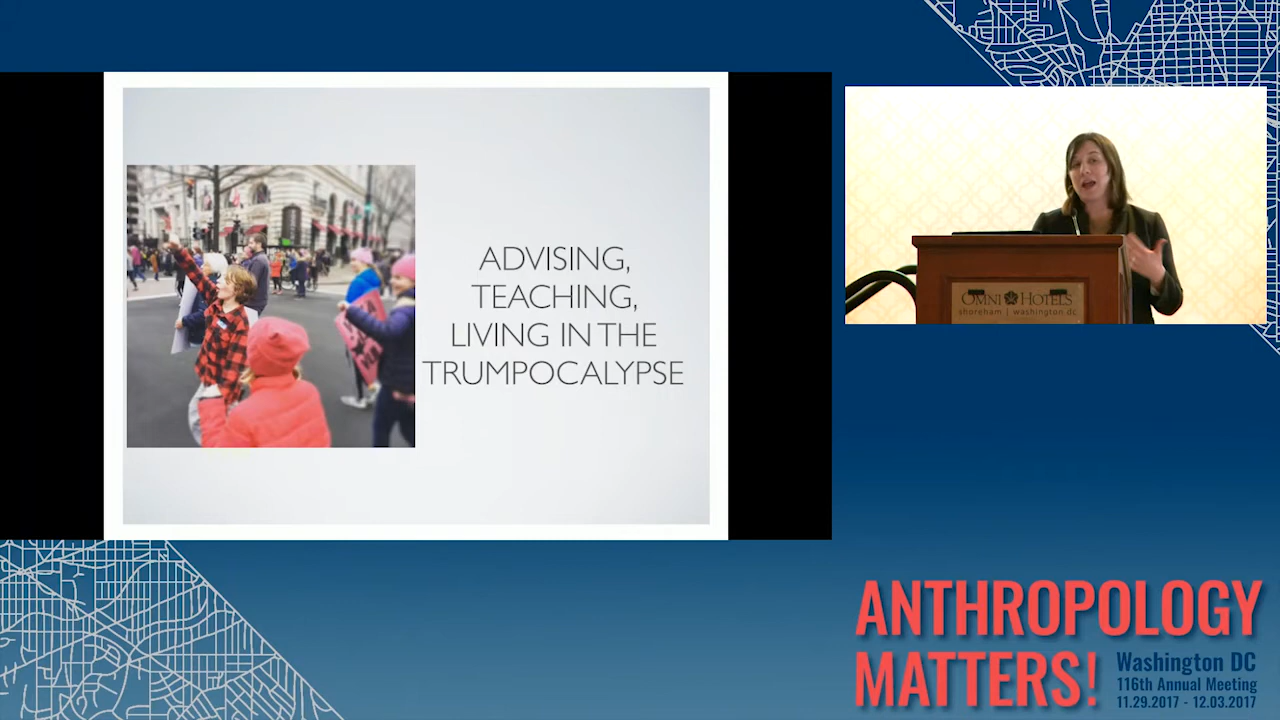 ADVISING,
TEACHING,
LIVING IN THE
TRUMPOCALYPSE
OMNI HOTELS
shoreham | washington dc
ANTHROPOLOGY
MATTERS!
Washington DC
116th Annual Meeting
11.29.2017 - 12.03.2017